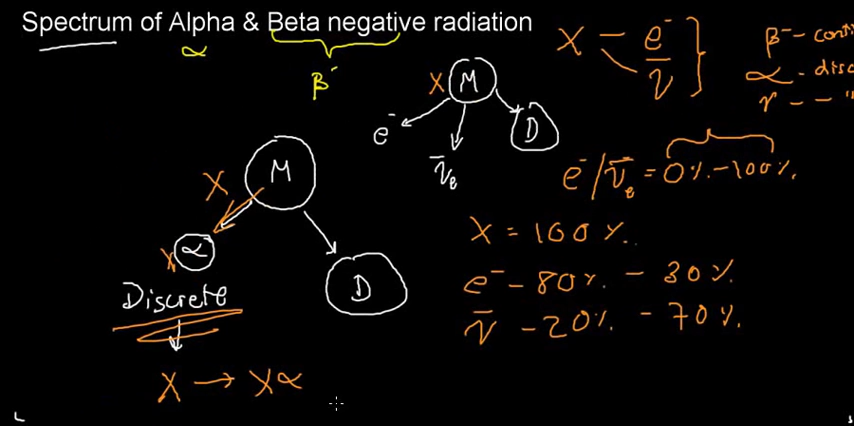 Spectrum of Alpha & Beta negative radiation
α
β⁻
X — e⁻
ν̄
β⁻ - conti
α - disc
γ - - "
X M
e⁻ ν̄e D
e⁻/ν̄e = 0% - 100%
X M
X α
D
Discrete
X → Xα
X = 100%
e⁻ - 80% - 30%
ν̄ - 20% - 70%